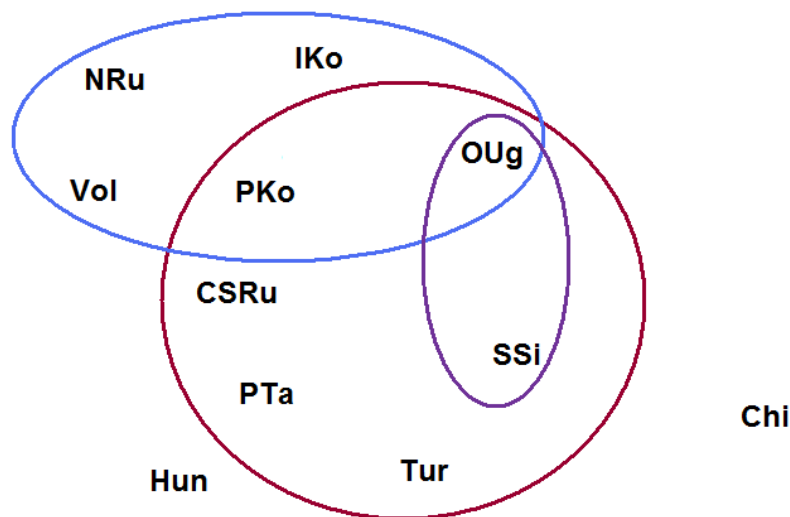 IKo
NRu
OUg
Vol
PKo
CSRu
SSi
PTa
Chi
Tur
Hun